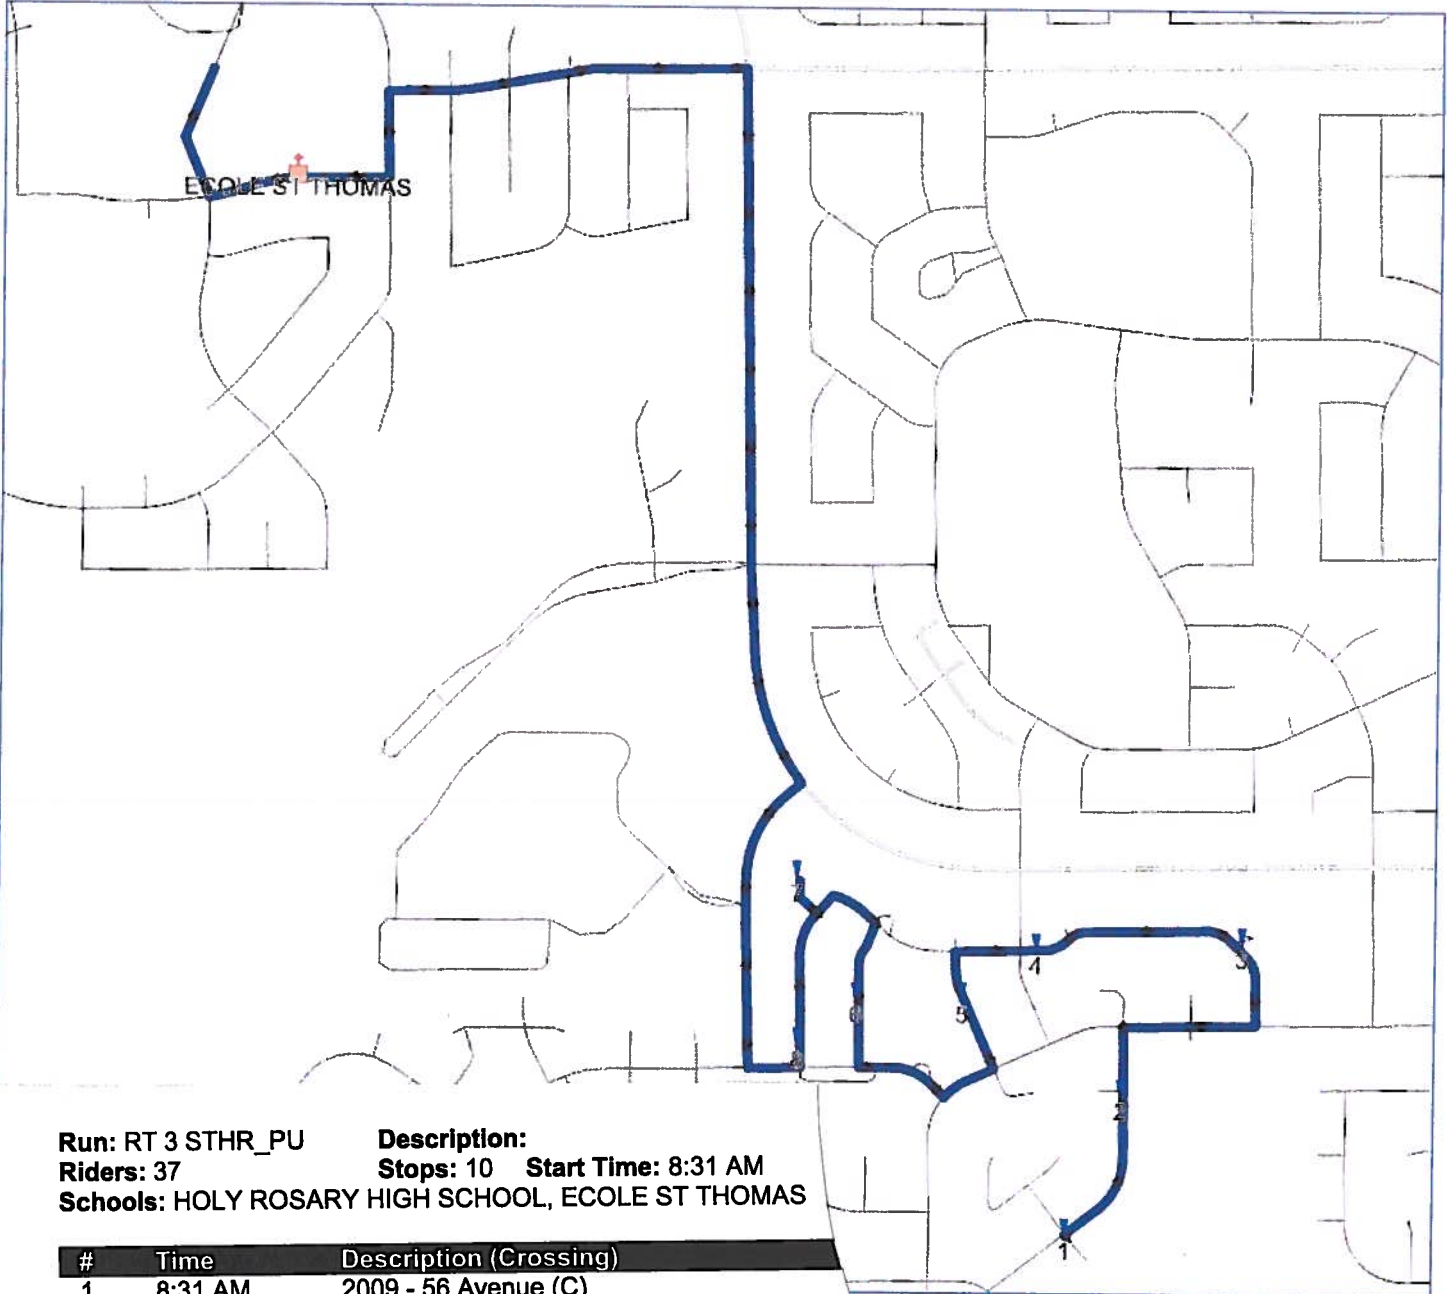 ECOLE ST THOMAS
7
4
3
6
5
8
2
1
Run: RT 3 STHR_PU Description:
Riders: 37 Stops: 10 Start Time: 8:31 AM
Schools: HOLY ROSARY HIGH SCHOOL, ECOLE ST THOMAS
# Time Description (Crossing)
1 8:31 AM 2009 - 56 Avenue (C)